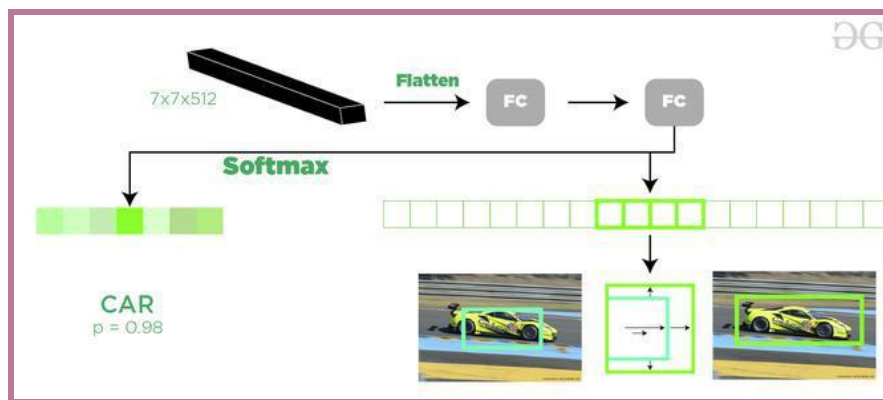 Flatten
7x7x512
FC
FC
Softmax
CAR
p = 0.98